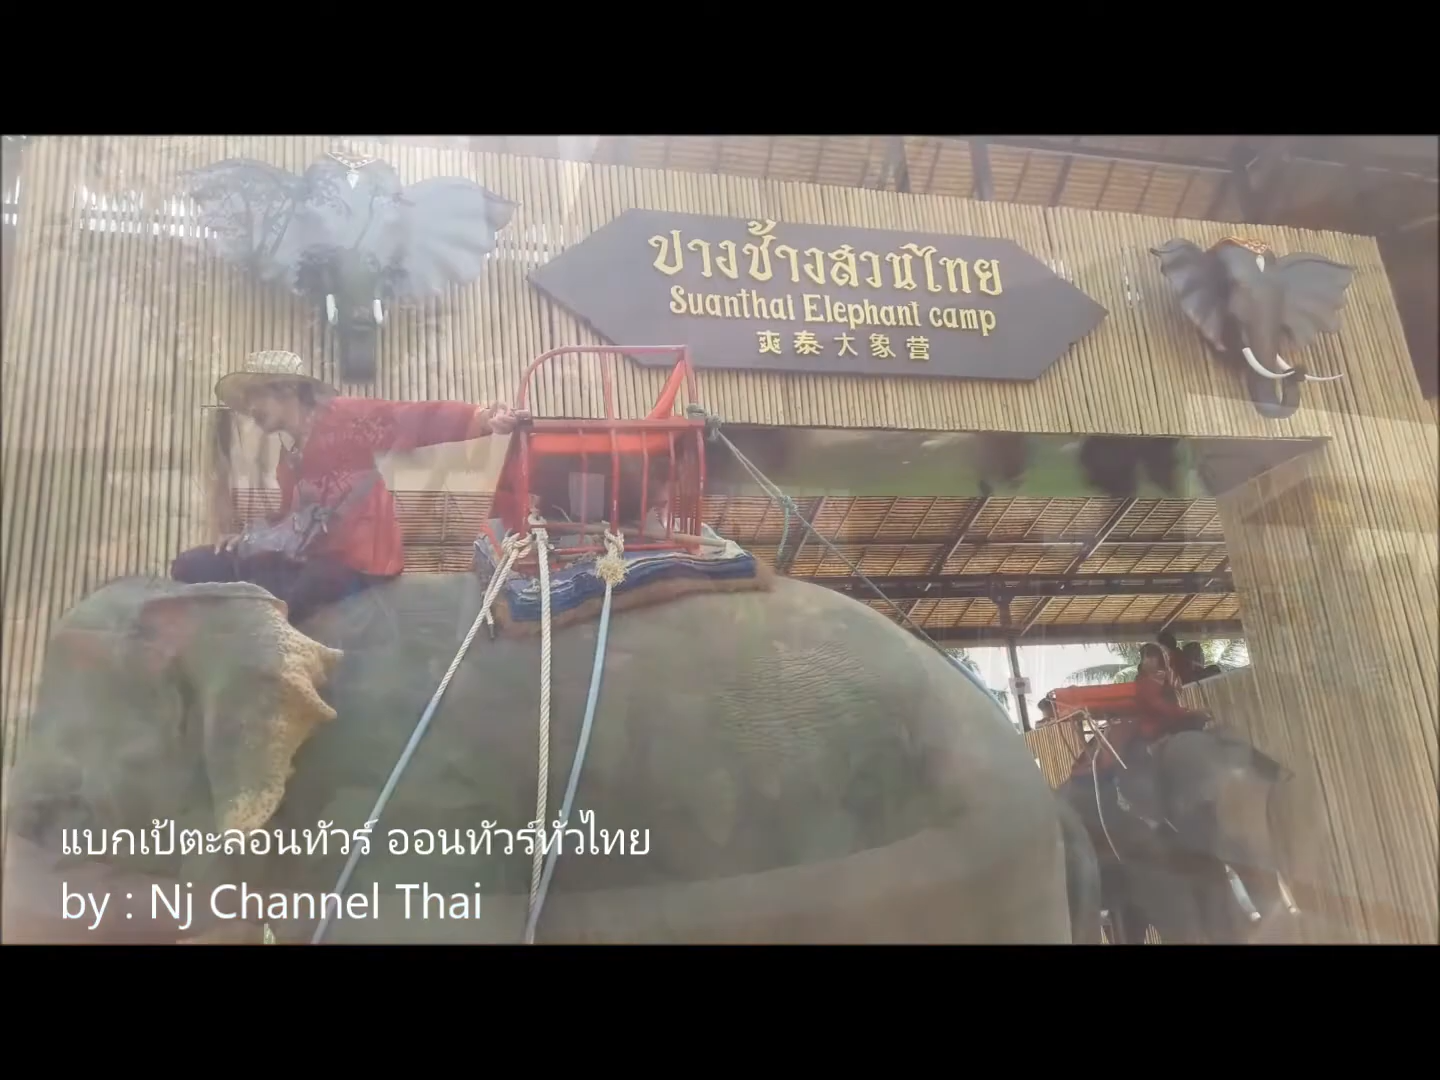 ปางช้างสวนไทย
Suanthai Elephant camp
爽泰大象营
แบกเป้ตะลอนทัวร์ ออนทัวร์ทั่วไทย
by : Nj Channel Thai